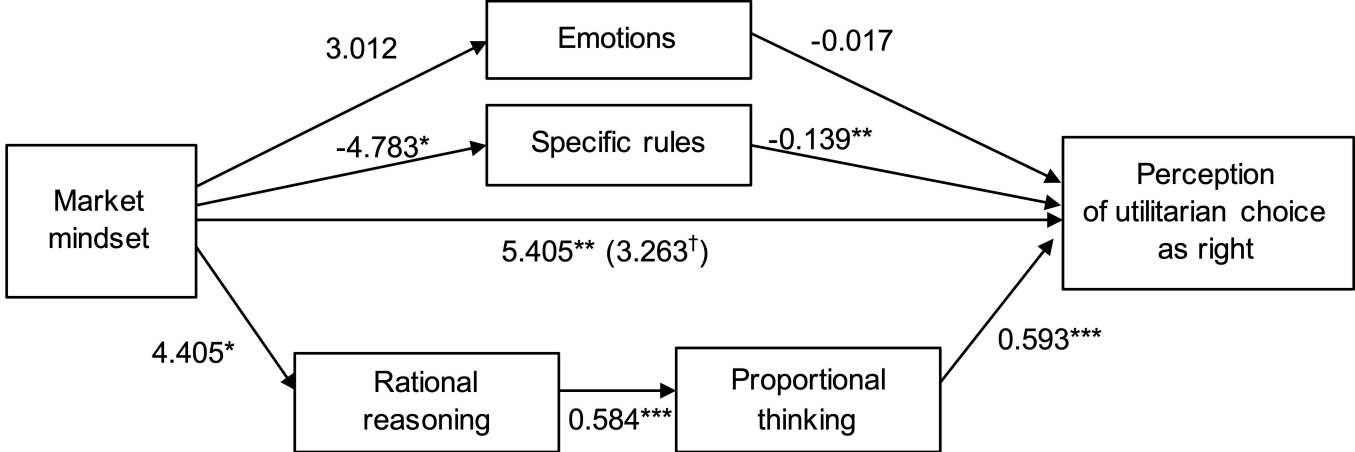 Emotions
3.012
-0.017
Specific rules
-4.783*
-0.139**
Market
mindset
Perception
of utilitarian choice
as right
5.405** (3.263†)
4.405*
Rational
reasoning
0.584***
Proportional
thinking
0.593***